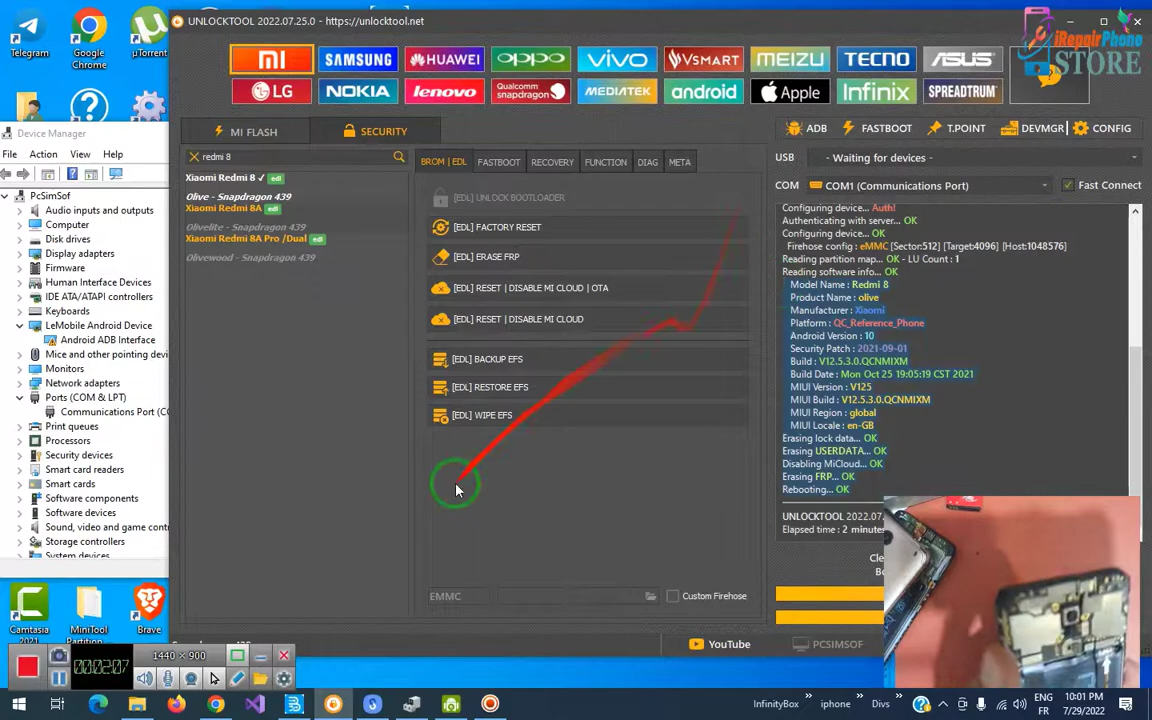 UNLOCKTOOL 2022.07.25.0 - https://unlocktool.net
iRepairPhone
STORE
Telegram
Google
Chrome
µTorrent
MI
SAMSUNG
HUAWEI
oppo
vivo
VSMART
MEIZU
TECNO
ASUS
LG
NOKIA
lenovo
Qualcomm
snapdragon
MEDIATEK
android
Apple
Infinix
SPREADTRUM
MI FLASH
SECURITY
ADB
FASTBOOT
T.POINT
DEVMGR
CONFIG
Device Manager
File Action View Help
PcSimSof
Audio inputs and outputs
Computer
Disk drives
Display adapters
Firmware
Human Interface Devices
IDE ATA/ATAPI controllers
Keyboards
LeMobile Android Device
Android ADB Interface
Mice and other pointing devi
Monitors
Network adapters
Ports (COM & LPT)
Communications Port (C
Print queues
Processors
Security devices
Smart card readers
Smart cards
Software components
Software devices
Sound, video and game contro
Storage controllers
System devices
redmi 8
Xiaomi Redmi 8 ✓ edl
Olive - Snapdragon 439
Xiaomi Redmi 8A edl
Olivelite - Snapdragon 439
Xiaomi Redmi 8A Pro /Dual edl
Olivewood - Snapdragon 439
BROM | EDL
FASTBOOT
RECOVERY
FUNCTION
DIAG
META
[EDL] UNLOCK BOOTLOADER
[EDL] FACTORY RESET
[EDL] ERASE FRP
[EDL] RESET | DISABLE MI CLOUD | OTA
[EDL] RESET | DISABLE MI CLOUD
[EDL] BACKUP EFS
[EDL] RESTORE EFS
[EDL] WIPE EFS
EMMC
Custom Firehose
USB - Waiting for devices -
COM COM1 (Communications Port)
Fast Connect
Configuring device... Auth!
Authenticating with server... OK
Configuring device... OK
Firehose config : eMMC [Sector:512] [Target:4096] [Host:1048576]
Reading partition map... OK - LU Count : 1
Reading software info... OK
Model Name : Redmi 8
Product Name : olive
Manufacturer : Xiaomi
Platform : QC_Reference_Phone
Android Version : 10
Security Patch : 2021-09-01
Build : V12.5.3.0.QCNMIXM
Build Date : Mon Oct 25 19:05:19 CST 2021
MIUI Version : V125
MIUI Build : V12.5.3.0.QCNMIXM
MIUI Region : global
MIUI Locale : en-GB
Erasing lock data... OK
Erasing USERDATA... OK
Disabling MiCloud... OK
Erasing FRP... OK
Rebooting... OK
UNLOCKTOOL 2022.07
Elapsed time : 2 minute
YouTube
PCSIMSOF
Camtasia
2021
MiniTool
Partition
Brave
00:02:07
1440 × 900
InfinityBox
iphone
Divs
ENG
FR
10:01 PM
7/29/2022